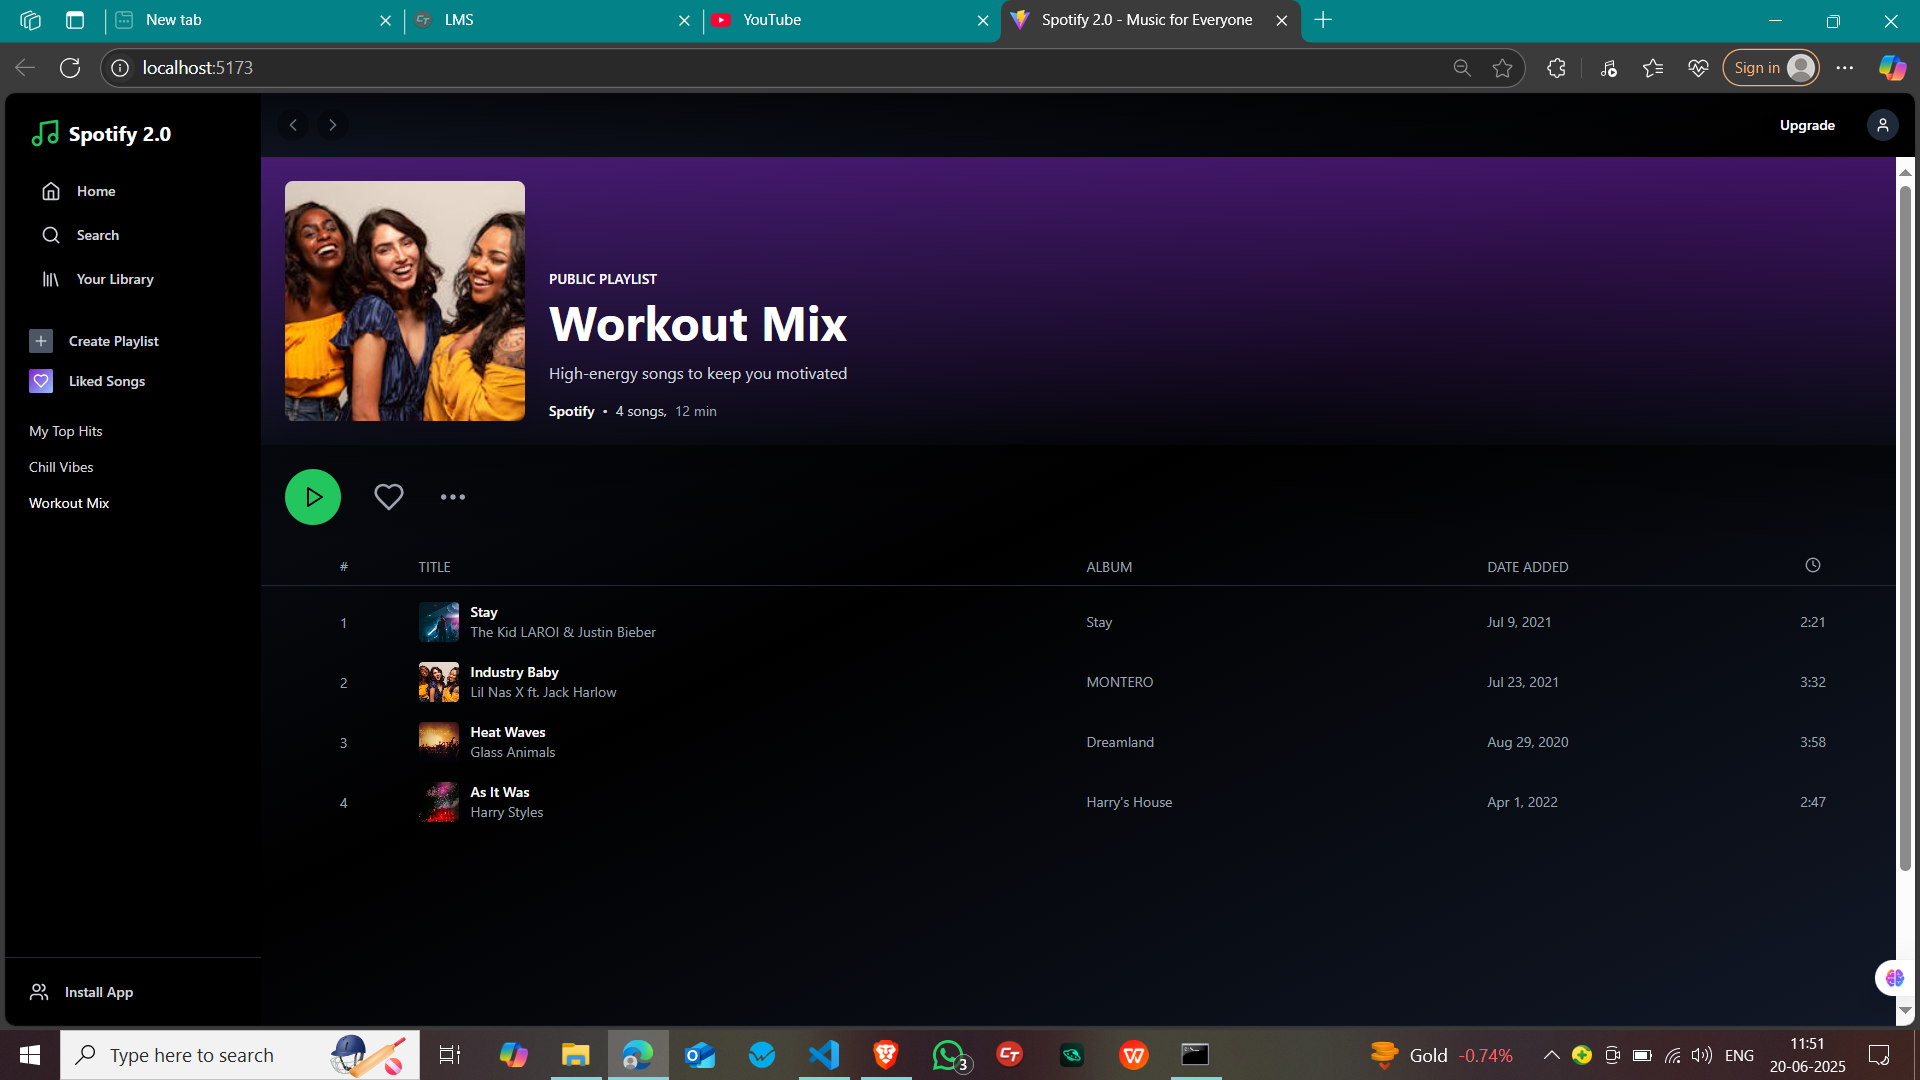 New tab
LMS
YouTube
Spotify 2.0 - Music for Everyone
localhost:5173
Sign in
Spotify 2.0
Home
Search
Your Library
Create Playlist
Liked Songs
My Top Hits
Chill Vibes
Workout Mix
Install App
Upgrade
PUBLIC PLAYLIST
Workout Mix
High-energy songs to keep you motivated
Spotify • 4 songs, 12 min
# TITLE ALBUM DATE ADDED
1 Stay Stay Jul 9, 2021 2:21
The Kid LAROI & Justin Bieber
2 Industry Baby MONTERO Jul 23, 2021 3:32
Lil Nas X ft. Jack Harlow
3 Heat Waves Dreamland Aug 29, 2020 3:58
Glass Animals
4 As It Was Harry's House Apr 1, 2022 2:47
Harry Styles
Type here to search
3
Gold -0.74%
ENG
11:51
20-06-2025